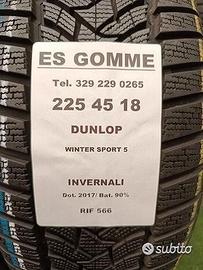 ES GOMME
Tel. 329 229 0265
225 45 18
DUNLOP
WINTER SPORT 5
INVERNALI
Dot. 2017/ Bat. 90%
RIF 566
subito